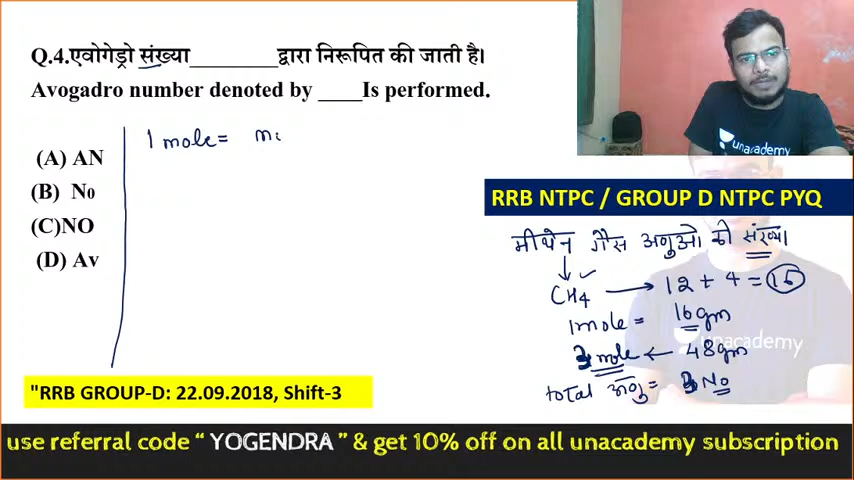 Q.4.एवोगेड्रो संख्या________द्वारा निरूपित की जाती है।
Avogadro number denoted by ____Is performed.
1 mole =
(A) AN
(B) N0
(C)NO
(D) Av
unacademy
RRB NTPC / GROUP D NTPC PYQ
मीथेन गैस अणुओ की संख्या
CH4 → 12 + 4 = 16
1mole = 16gm
3 mole ← 48gm
total अणु = 3 No
unacademy
"RRB GROUP-D: 22.09.2018, Shift-3
use referral code “ YOGENDRA ” & get 10% off on all unacademy subscription